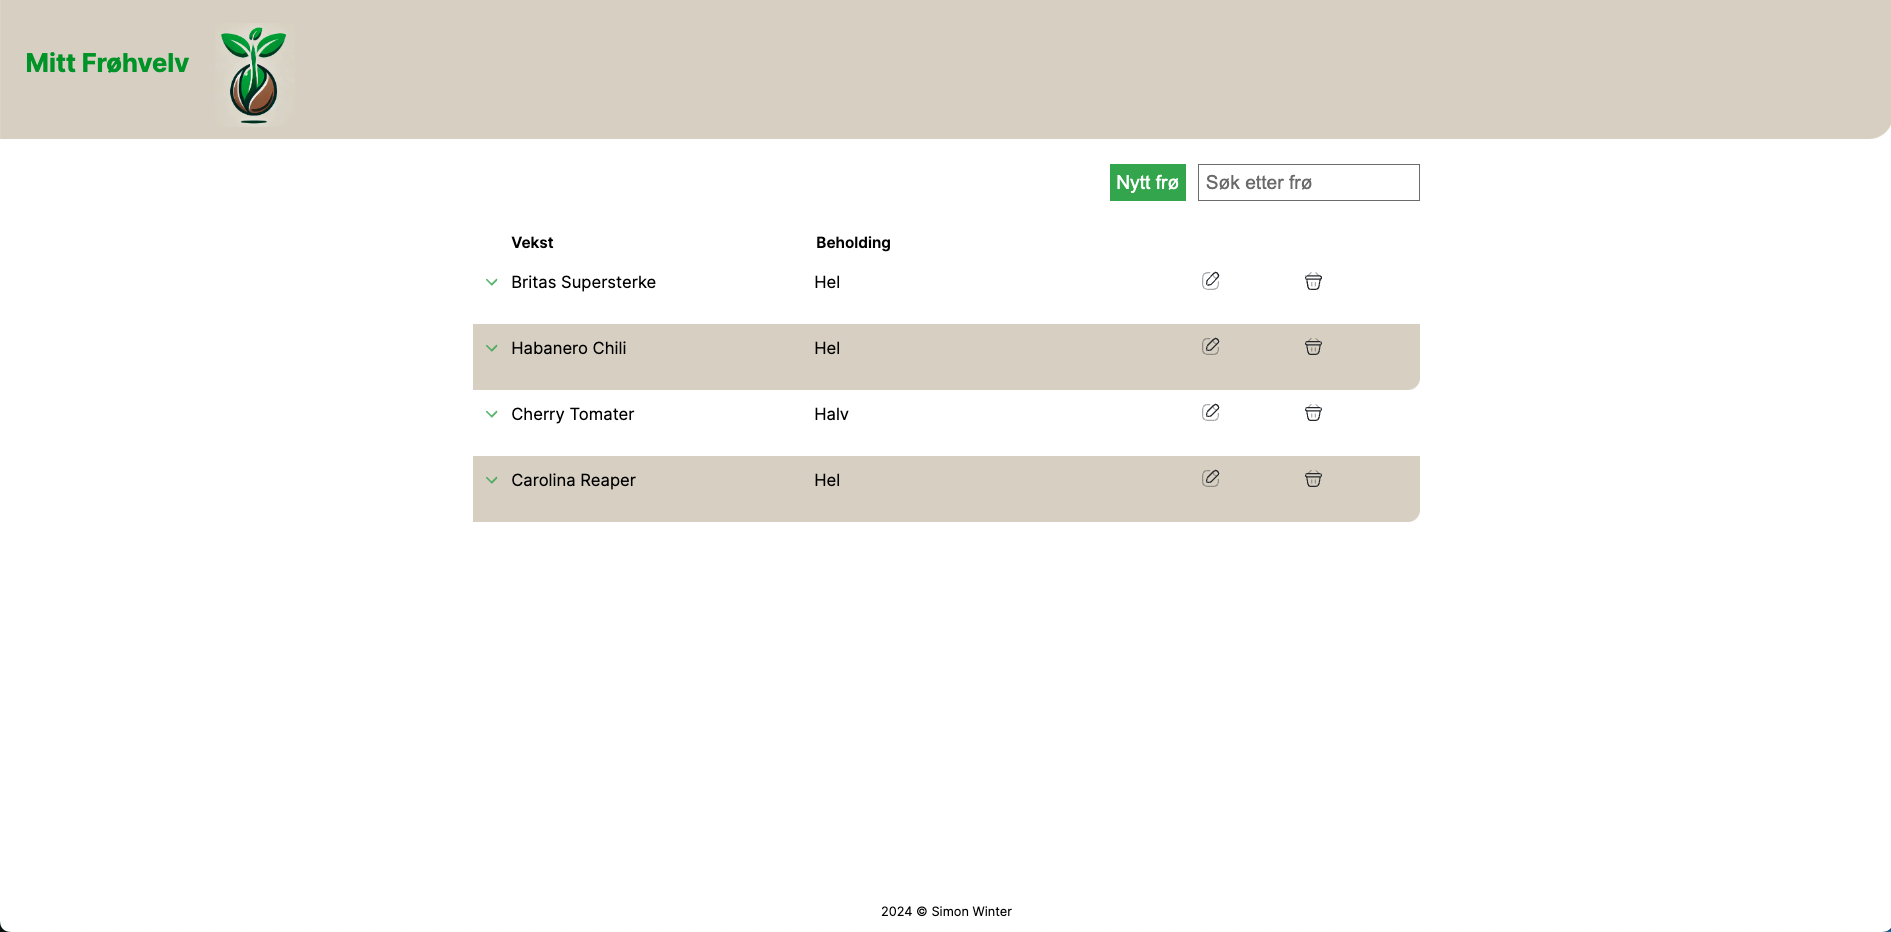 Mitt Frøhvelv
Nytt frø Søk etter frø
Vekst Beholding
Britas Supersterke Hel
Habanero Chili Hel
Cherry Tomater Halv
Carolina Reaper Hel
2024 © Simon Winter